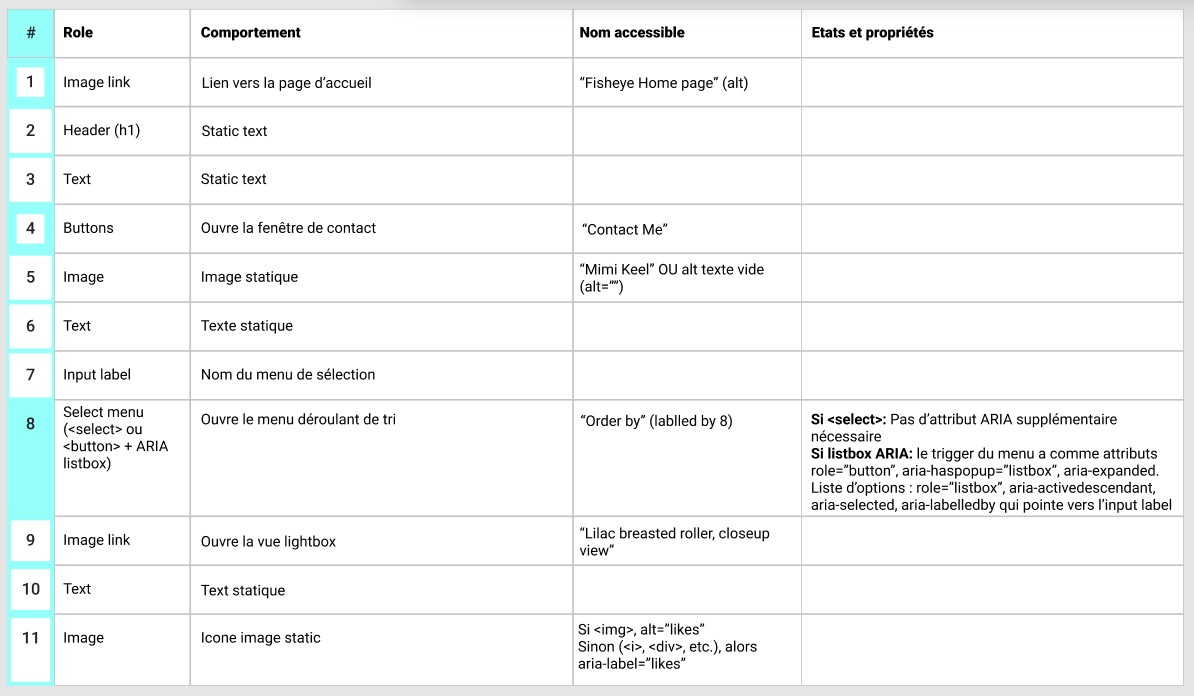 # Role Comportement Nom accessible Etats et propriétés
1 Image link Lien vers la page d’accueil “Fisheye Home page” (alt)
2 Header (h1) Static text
3 Text Static text
4 Buttons Ouvre la fenêtre de contact “Contact Me”
5 Image Image statique “Mimi Keel” OU alt texte vide
(alt=””)
6 Text Texte statique
7 Input label Nom du menu de sélection
8 Select menu
(<select> ou
<button> + ARIA
listbox)
Ouvre le menu déroulant de tri
“Order by” (lablled by 8)
Si <select>: Pas d’attribut ARIA supplémentaire
nécessaire
Si listbox ARIA: le trigger du menu a comme attributs
role=”button”, aria-haspopup=”listbox”, aria-expanded.
Liste d’options : role=”listbox”, aria-activedescendant,
aria-selected, aria-labelledby qui pointe vers l’input label
9 Image link Ouvre la vue lightbox “Lilac breasted roller, closeup
view”
10 Text Text statique
11 Image Icone image static
Si <img>, alt=”likes”
Sinon (<i>, <div>, etc.), alors
aria-label=”likes”